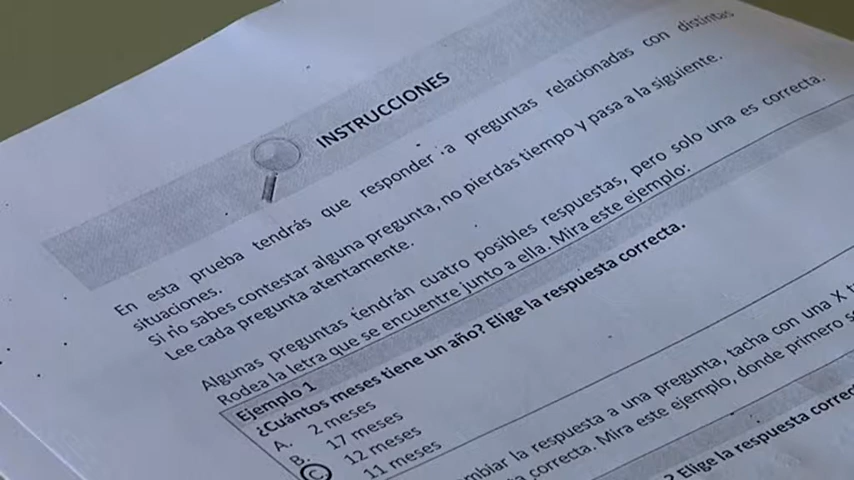 INSTRUCCIONES
En esta prueba tendrás que responder a preguntas relacionadas con distintas
situaciones.
Si no sabes contestar alguna pregunta, no pierdas tiempo y pasa a la siguiente.
Lee cada pregunta atentamente.
Algunas preguntas tendrán cuatro posibles respuestas, pero solo una es correcta.
Rodea la letra que se encuentre junto a ella. Mira este ejemplo:
Ejemplo 1
¿Cuántos meses tiene un año? Elige la respuesta correcta.
A. 2 meses
B. 17 meses
C 12 meses
11 meses
la respuesta a una pregunta, tacha con una X
correcta. Mira este ejemplo, donde primero
? Elige la respuesta